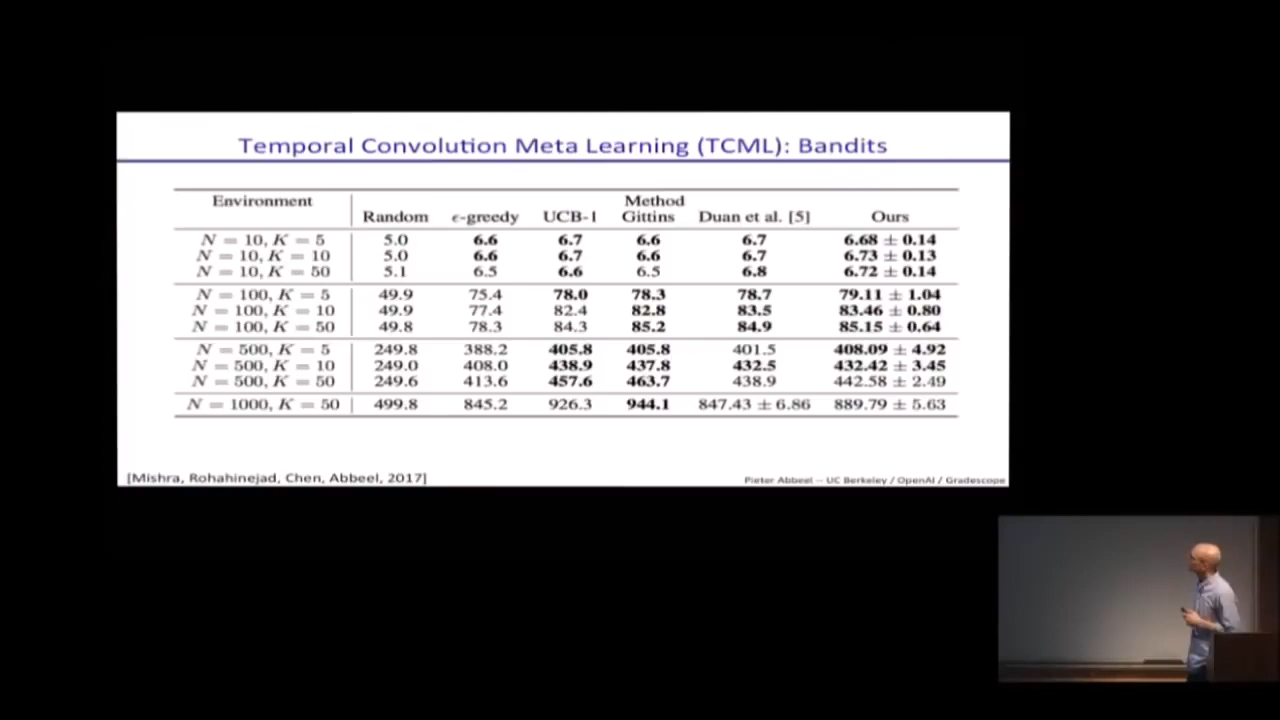 Temporal Convolution Meta Learning (TCML): Bandits
Environment Method
Random ϵ-greedy UCB-1 Gittins Duan et al. [5] Ours
N = 10, K = 5 5.0 6.6 6.7 6.6 6.7 6.68 ± 0.14
N = 10, K = 10 5.0 6.6 6.7 6.6 6.7 6.73 ± 0.13
N = 10, K = 50 5.1 6.5 6.6 6.5 6.8 6.72 ± 0.14
N = 100, K = 5 49.9 75.4 78.0 78.3 78.7 79.11 ± 1.04
N = 100, K = 10 49.9 77.4 82.4 82.8 83.5 83.46 ± 0.80
N = 100, K = 50 49.8 78.3 84.3 85.2 84.9 85.15 ± 0.64
N = 500, K = 5 249.8 388.2 405.8 405.8 401.5 408.09 ± 4.92
N = 500, K = 10 249.0 408.0 438.9 437.8 432.5 432.42 ± 3.45
N = 500, K = 50 249.6 413.6 457.6 463.7 438.9 442.58 ± 2.49
N = 1000, K = 50 499.8 845.2 926.3 944.1 847.43 ± 6.86 889.79 ± 5.63
[Mishra, Rohahinejad, Chen, Abbeel, 2017]
Pieter Abbeel -- UC Berkeley / OpenAI / Gradescope